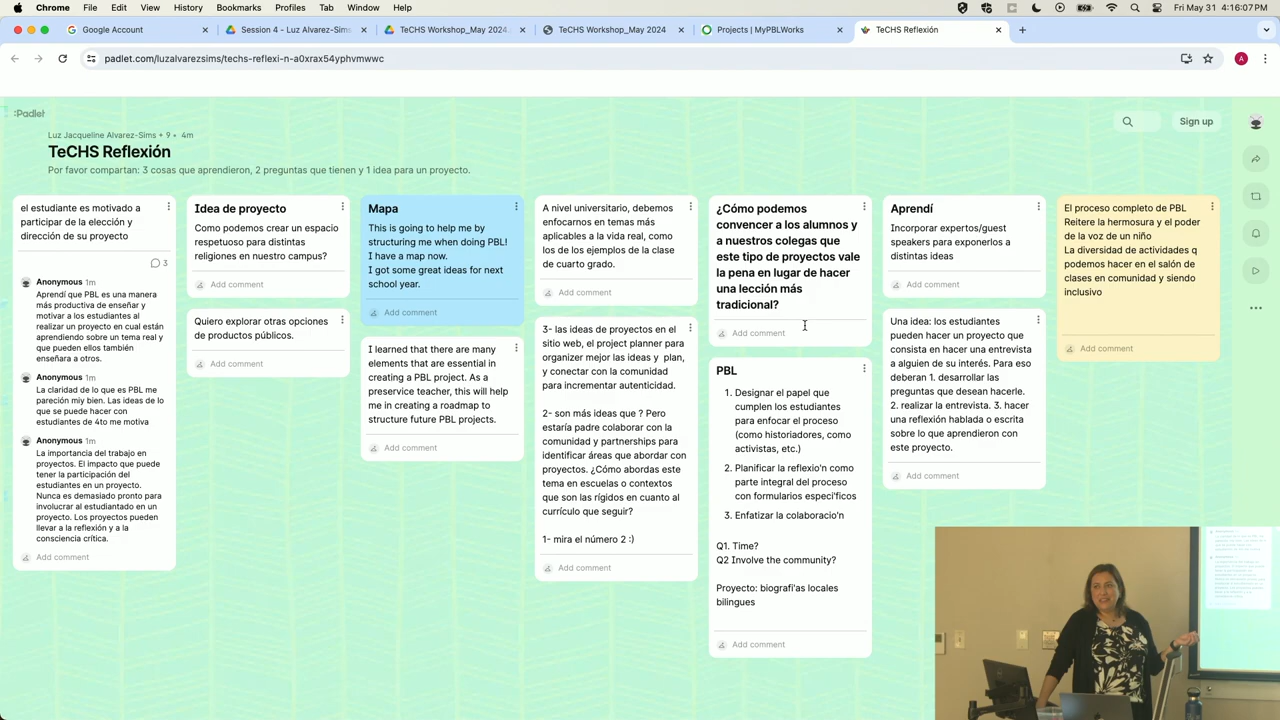 Chrome File Edit View History Bookmarks Profiles Tab Window Help
Fri May 31 4:16:07 PM
Google Account
Session 4 - Luz Alvarez-Sims
TeCHS Workshop_May 2024
TeCHS Workshop_May 2024
Projects | MyPBLWorks
TeCHS Reflexión
padlet.com/luzalvarezsims/techs-reflexi-n-a0xrax54yphvmwwc
A
:Padlet
Sign up
Luz Jacqueline Alvarez-Sims + 9 • 4m
TeCHS Reflexión
Por favor compartan: 3 cosas que aprendieron, 2 preguntas que tienen y 1 idea para un proyecto.
el estudiante es motivado a
participar de la elección y
dirección de su proyecto
3
Anonymous 1m
Aprendí que PBL es una manera
más productiva de enseñar y
motivar a los estudiantes al
realizar un proyecto en cual están
aprendiendo sobre un tema real y
que pueden ellos también
enseñara a otros.
Anonymous 1m
La claridad de lo que es PBL me
pareció miy bien. Las ideas de lo
que se puede hacer con
estudiantes de 4to me motiva
Anonymous 1m
La importancia del trabajo en
proyectos. El impacto que puede
tener la participación del
estudiantes en un proyecto.
Nunca es demasiado pronto para
involucrar al estudiantado en un
proyecto. Los proyectos pueden
llevar a la reflexión y a la
consciencia crítica.
Add comment
Idea de proyecto
Como podemos crear un espacio
respetuoso para distintas
religiones en nuestro campus?
Add comment
Quiero explorar otras opciones
de productos públicos.
Add comment
Mapa
This is going to help me by
structuring me when doing PBL!
I have a map now.
I got some great ideas for next
school year.
Add comment
I learned that there are many
elements that are essential in
creating a PBL project. As a
preservice teacher, this will help
me in creating a roadmap to
structure future PBL projects.
Add comment
A nivel universitario, debemos
enfocarnos en temas más
aplicables a la vida real, como
los de los ejemplos de la clase
de cuarto grado.
Add comment
3- las ideas de proyectos en el
sitio web, el project planner para
organizer mejor las ideas y plan,
y conectar con la comunidad
para incrementar autenticidad.
2- son más ideas que ? Pero
estaría padre colaborar con la
comunidad y partnerships para
identificar áreas que abordar con
proyectos. ¿Cómo abordas este
tema en escuelas o contextos
que son las rígidos en cuanto al
currículo que seguir?
1- mira el número 2 :)
Add comment
¿Cómo podemos
convencer a los alumnos y
a nuestros colegas que
este tipo de proyectos vale
la pena en lugar de hacer
una lección más
tradicional?
Add comment
PBL
1. Designar el papel que
cumplen los estudiantes
para enfocar el proceso
(como historiadores, como
activistas, etc.)
2. Planificar la reflexio'n como
parte integral del proceso
con formularios especi'ficos
3. Enfatizar la colaboracio'n
Q1. Time?
Q2 Involve the community?
Proyecto: biografi'as locales
bilingues
Add comment
Aprendí
Incorporar expertos/guest
speakers para exponerlos a
distintas ideas
Add comment
Una idea: los estudiantes
pueden hacer un proyecto que
consista en hacer una entrevista
a alguien de su interés. Para eso
deberan 1. desarrollar las
preguntas que desean hacerle.
2. realizar la entrevista. 3. hacer
una reflexión hablada o escrita
sobre lo que aprendieron con
este proyecto.
Add comment
El proceso completo de PBL
Reitere la hermosura y el poder
de la voz de un niño
La diversidad de actividades q
podemos hacer en el salón de
clases en comunidad y siendo
inclusivo
Add comment